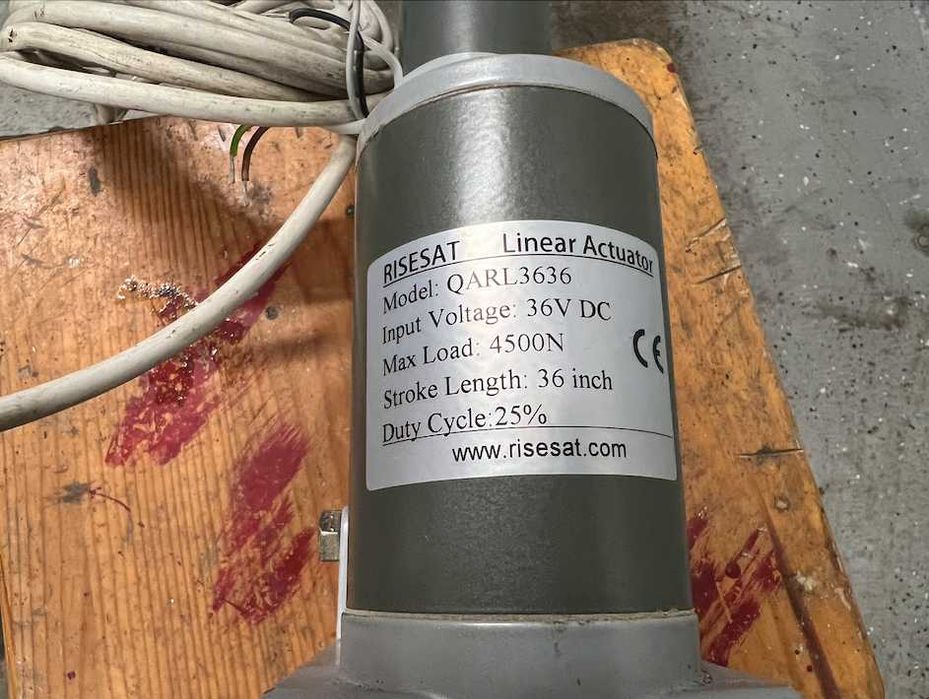 RISESAT Linear Actuator
Model: QARL3636
Input Voltage: 36V DC
Max Load: 4500N
Stroke Length: 36 inch
Duty Cycle:25%
CE
www.risesat.com